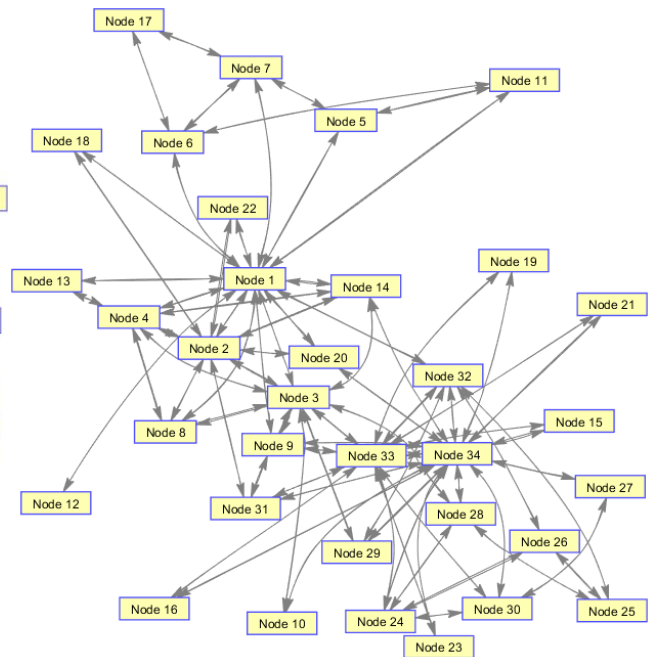 Node 17
Node 7
Node 11
Node 5
Node 6
Node 18
Node 22
Node 19
Node 13
Node 1
Node 14
Node 21
Node 4
Node 2
Node 20
Node 32
Node 3
Node 15
Node 8
Node 9
Node 33
Node 34
Node 27
Node 12
Node 31
Node 28
Node 29
Node 26
Node 16
Node 10
Node 24
Node 30
Node 25
Node 23